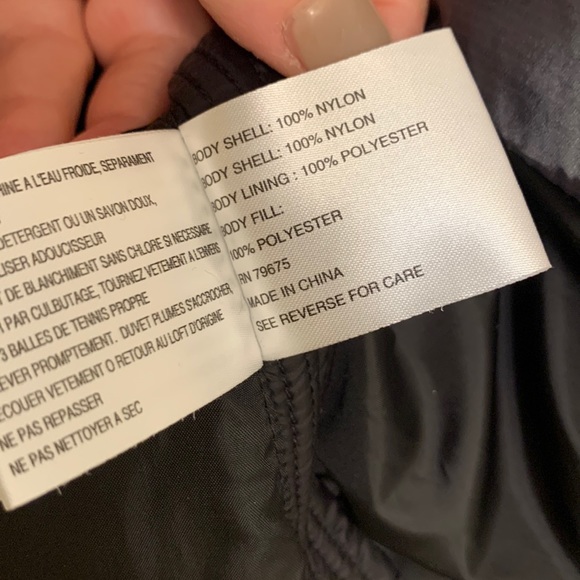 HINE A L'EAU FROIDE, SEPARAMENT
DETERGENT OU UN SAVON DOUX,
LISER ADOUCISSEUR
T DE BLANCHIMENT SANS CHLORE SI NECESSAIRE
PAR CULBUTAGE, TOURNEZ VETEMENT A L'ENVERS
3 BALLES DE TENNIS PROPRE
EVER PROMPTEMENT. DUVET PLUMES S'ACCROCHER
ECOUER VETEMENT O RETOUR AU LOFT D'ORIGINE
NE PAS REPASSER
NE PAS NETTOYER A SEC
BODY SHELL: 100% NYLON
BODY SHELL: 100% NYLON
BODY LINING : 100% POLYESTER
BODY FILL:
100% POLYESTER
RN 79675
MADE IN CHINA
SEE REVERSE FOR CARE